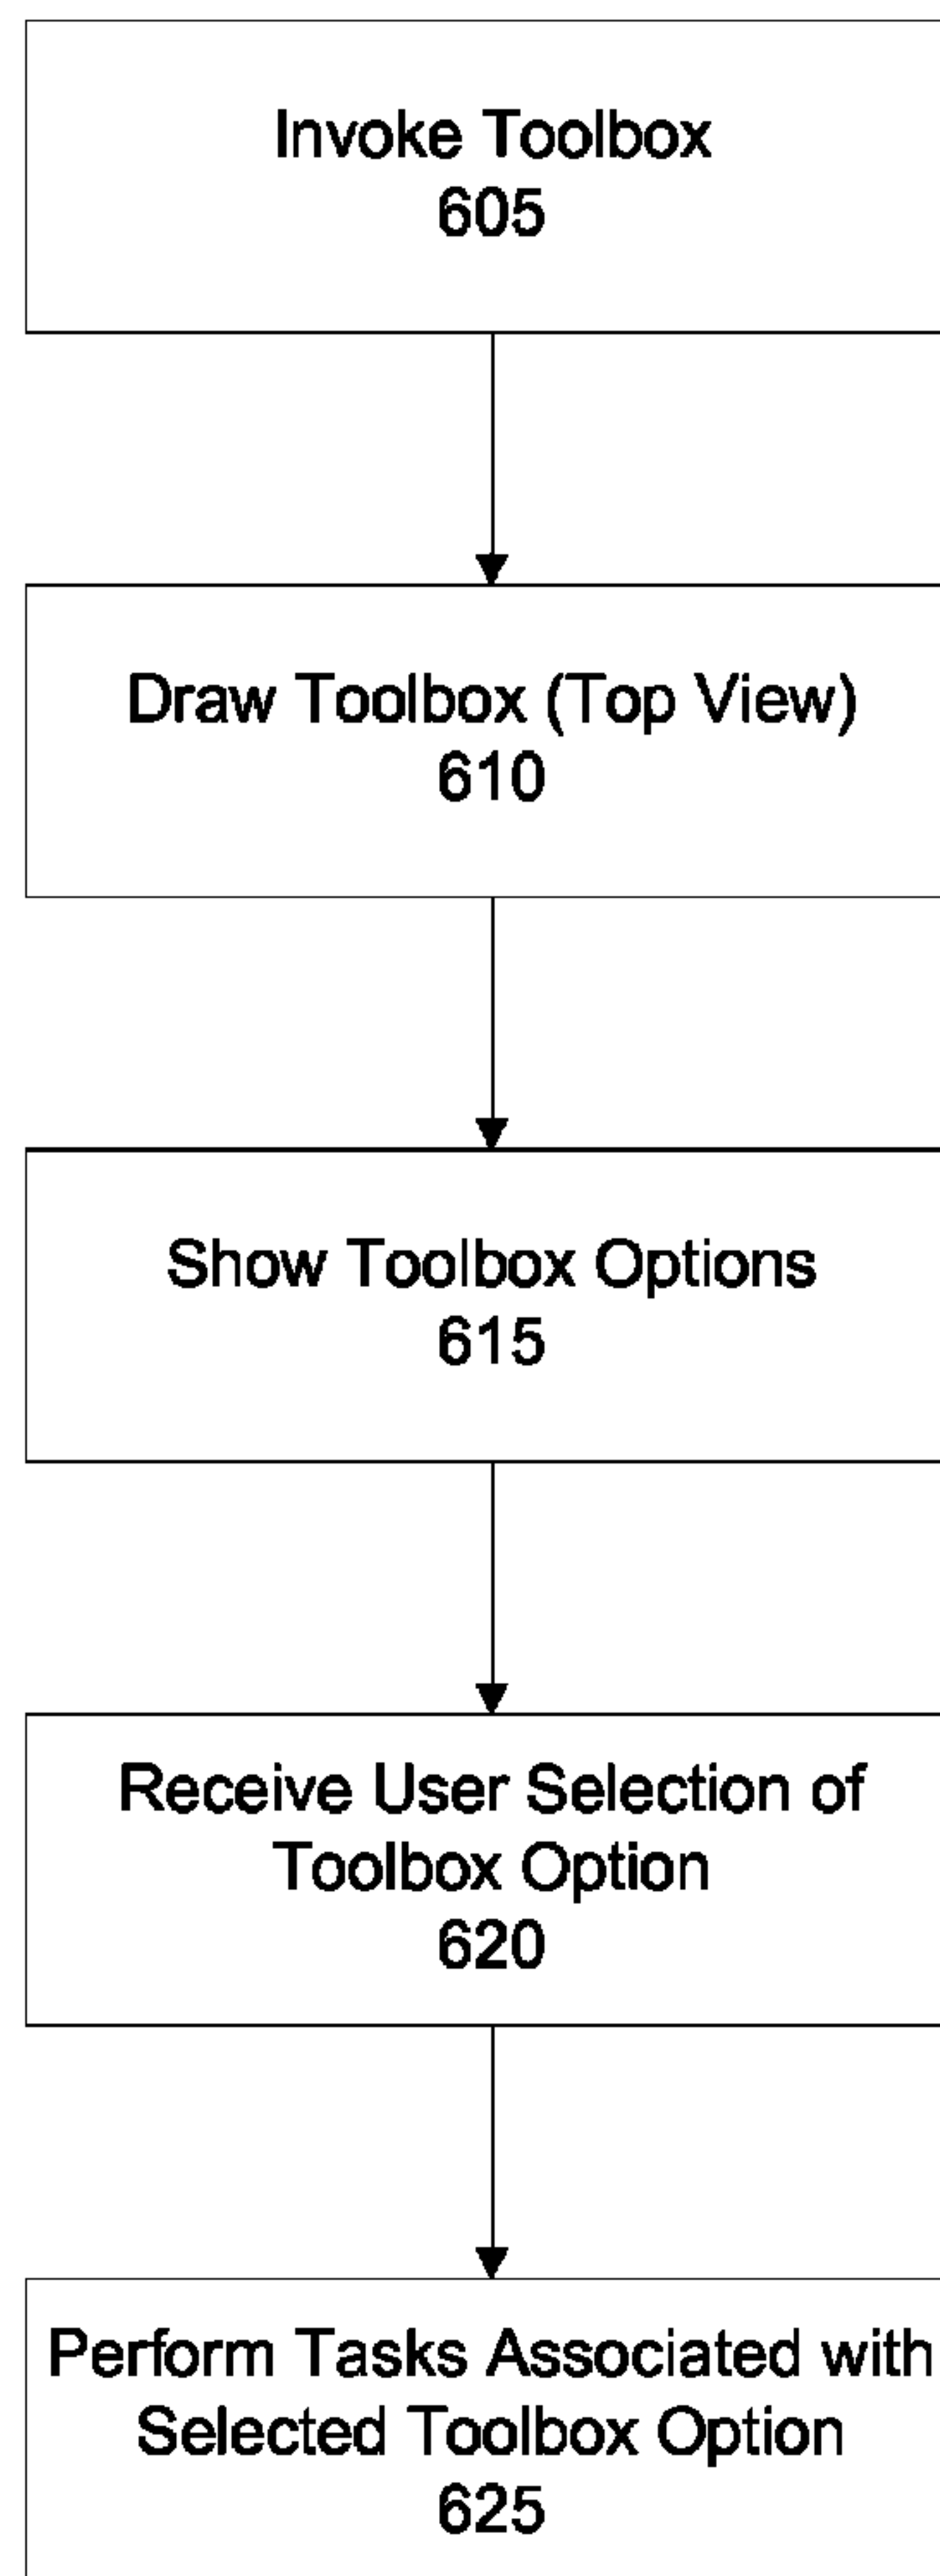 Invoke Toolbox
605
Draw Toolbox (Top View)
610
Show Toolbox Options
615
Receive User Selection of
Toolbox Option
620
Perform Tasks Associated with
Selected Toolbox Option
625